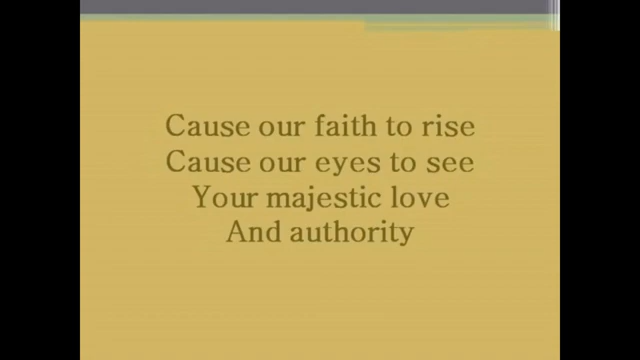 Cause our faith to rise
Cause our eyes to see
Your majestic love
And authority